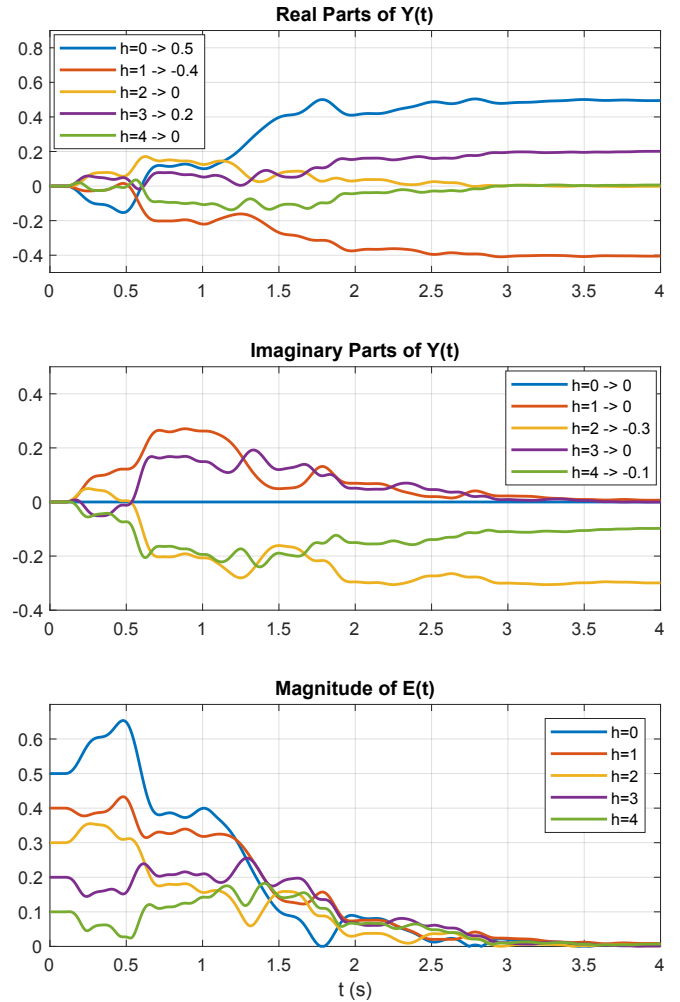 Real Parts of Y(t)
0.8
0.6
0.4
0.2
0
-0.2
-0.4
h=0 -> 0.5
h=1 -> -0.4
h=2 -> 0
h=3 -> 0.2
h=4 -> 0
0 0.5 1 1.5 2 2.5 3 3.5 4
Imaginary Parts of Y(t)
0.4
0.2
0
-0.2
-0.4
h=0 -> 0
h=1 -> 0
h=2 -> -0.3
h=3 -> 0
h=4 -> -0.1
0 0.5 1 1.5 2 2.5 3 3.5 4
Magnitude of E(t)
0.6
0.5
0.4
0.3
0.2
0.1
0
h=0
h=1
h=2
h=3
h=4
0 0.5 1 1.5 2 2.5 3 3.5 4
t (s)